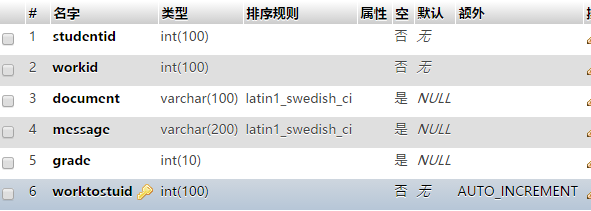 # 名字 类型 排序规则 属性 空 默认 额外
1 studentid int(100) 否 无
2 workid int(100) 否 无
3 document varchar(100) latin1_swedish_ci 是 NULL
4 message varchar(200) latin1_swedish_ci 是 NULL
5 grade int(10) 是 NULL
6 worktostuid int(100) 否 无 AUTO_INCREMENT